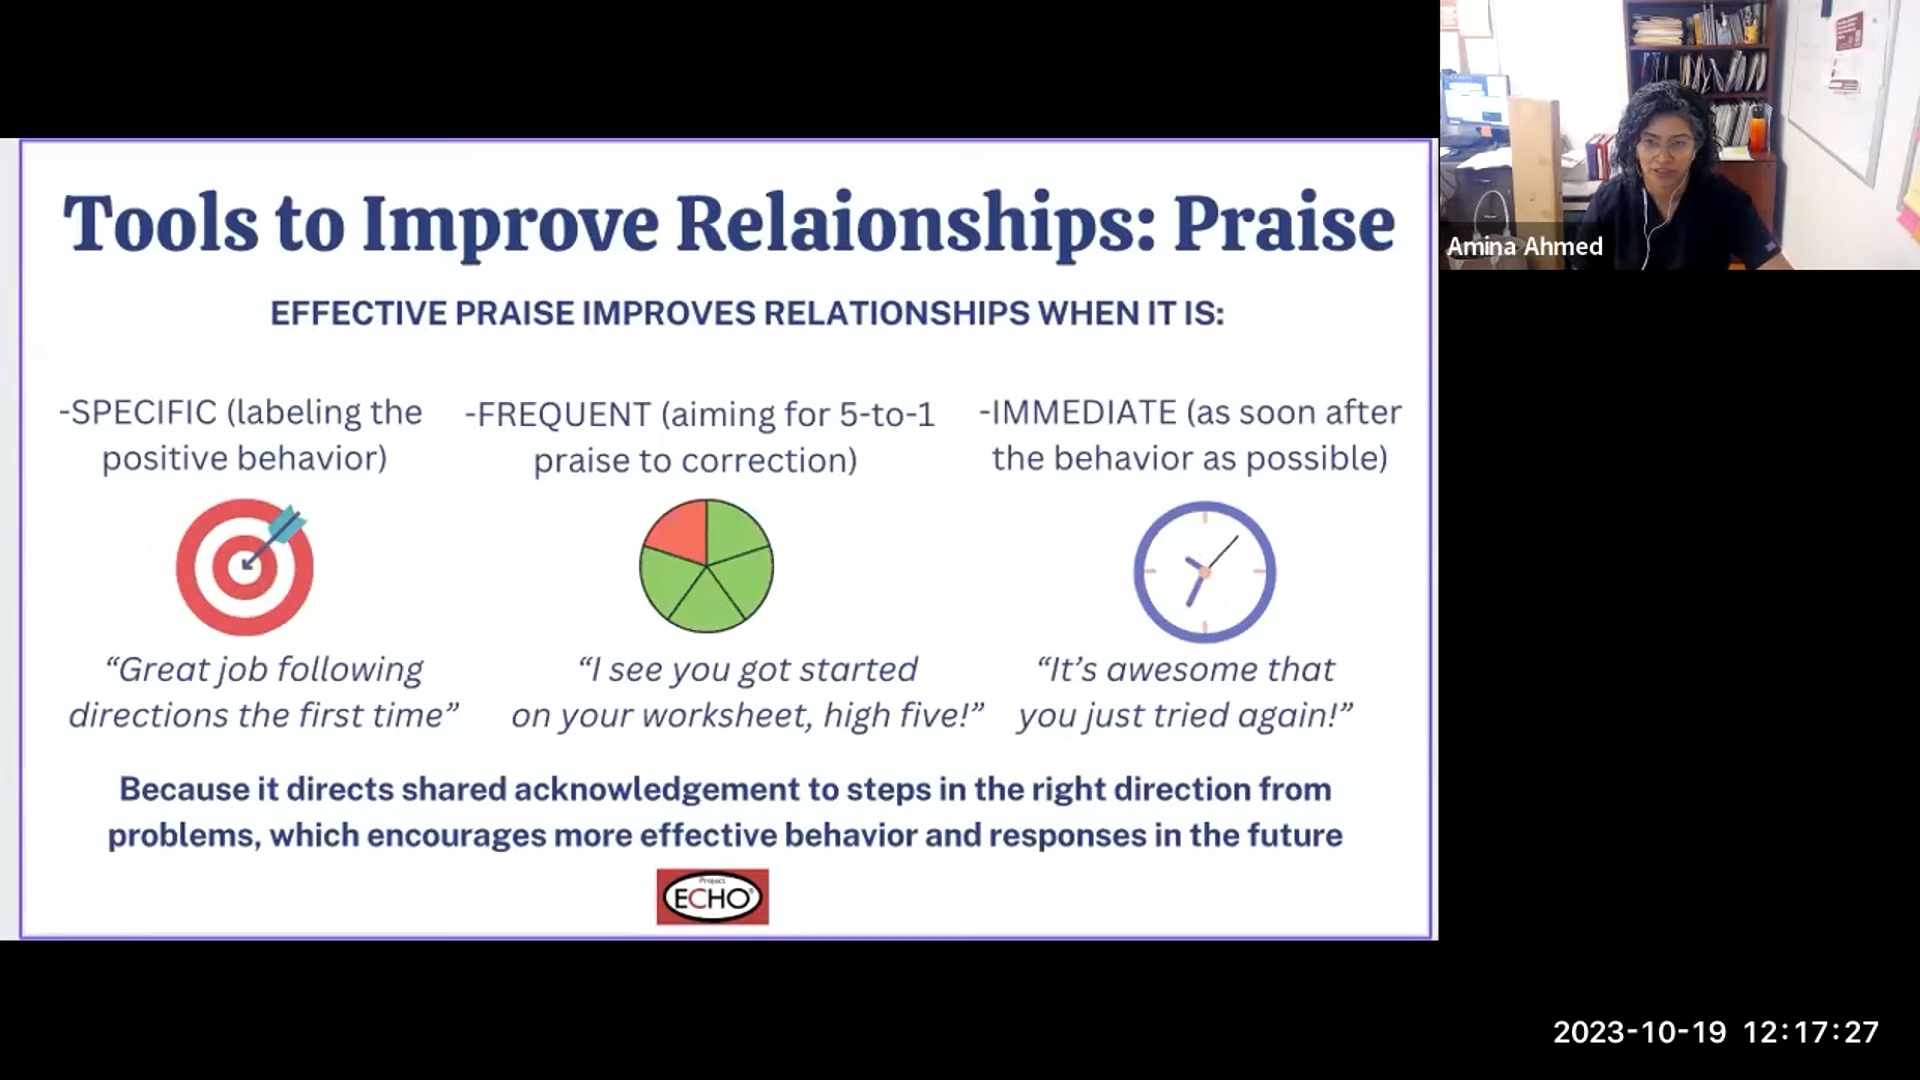 Tools to Improve Relaionships: Praise
EFFECTIVE PRAISE IMPROVES RELATIONSHIPS WHEN IT IS:
-SPECIFIC (labeling the
positive behavior)
-FREQUENT (aiming for 5-to-1
praise to correction)
-IMMEDIATE (as soon after
the behavior as possible)
“Great job following
directions the first time”
“I see you got started
on your worksheet, high five!”
“It’s awesome that
you just tried again!”
Because it directs shared acknowledgement to steps in the right direction from
problems, which encourages more effective behavior and responses in the future
Project
ECHO®
Amina Ahmed
2023-10-19 12:17:27